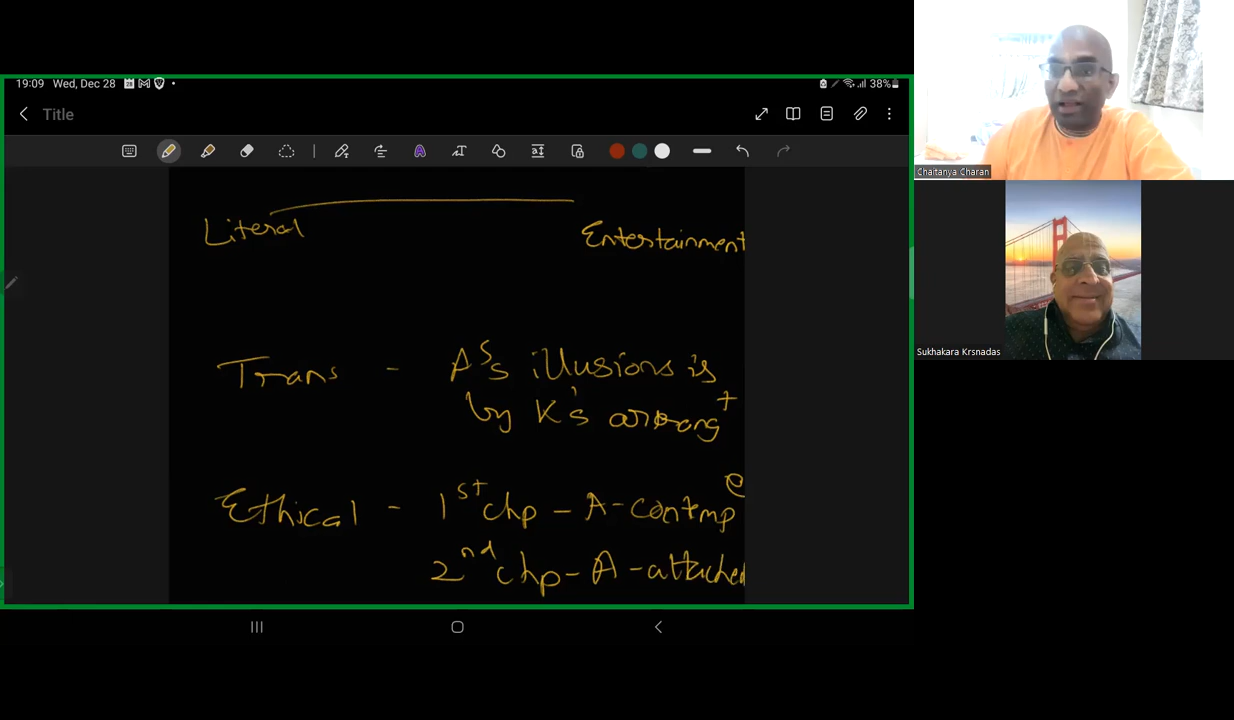 19:09 Wed, Dec 28
38%
Title
Literal
Entertainment
Trans - A's illusions is
by K's arrang t
Ethical - 1st chp - A - contemp e
2nd chp - A - attached
Chaitanya Charan
Sukhakara Krsnadas